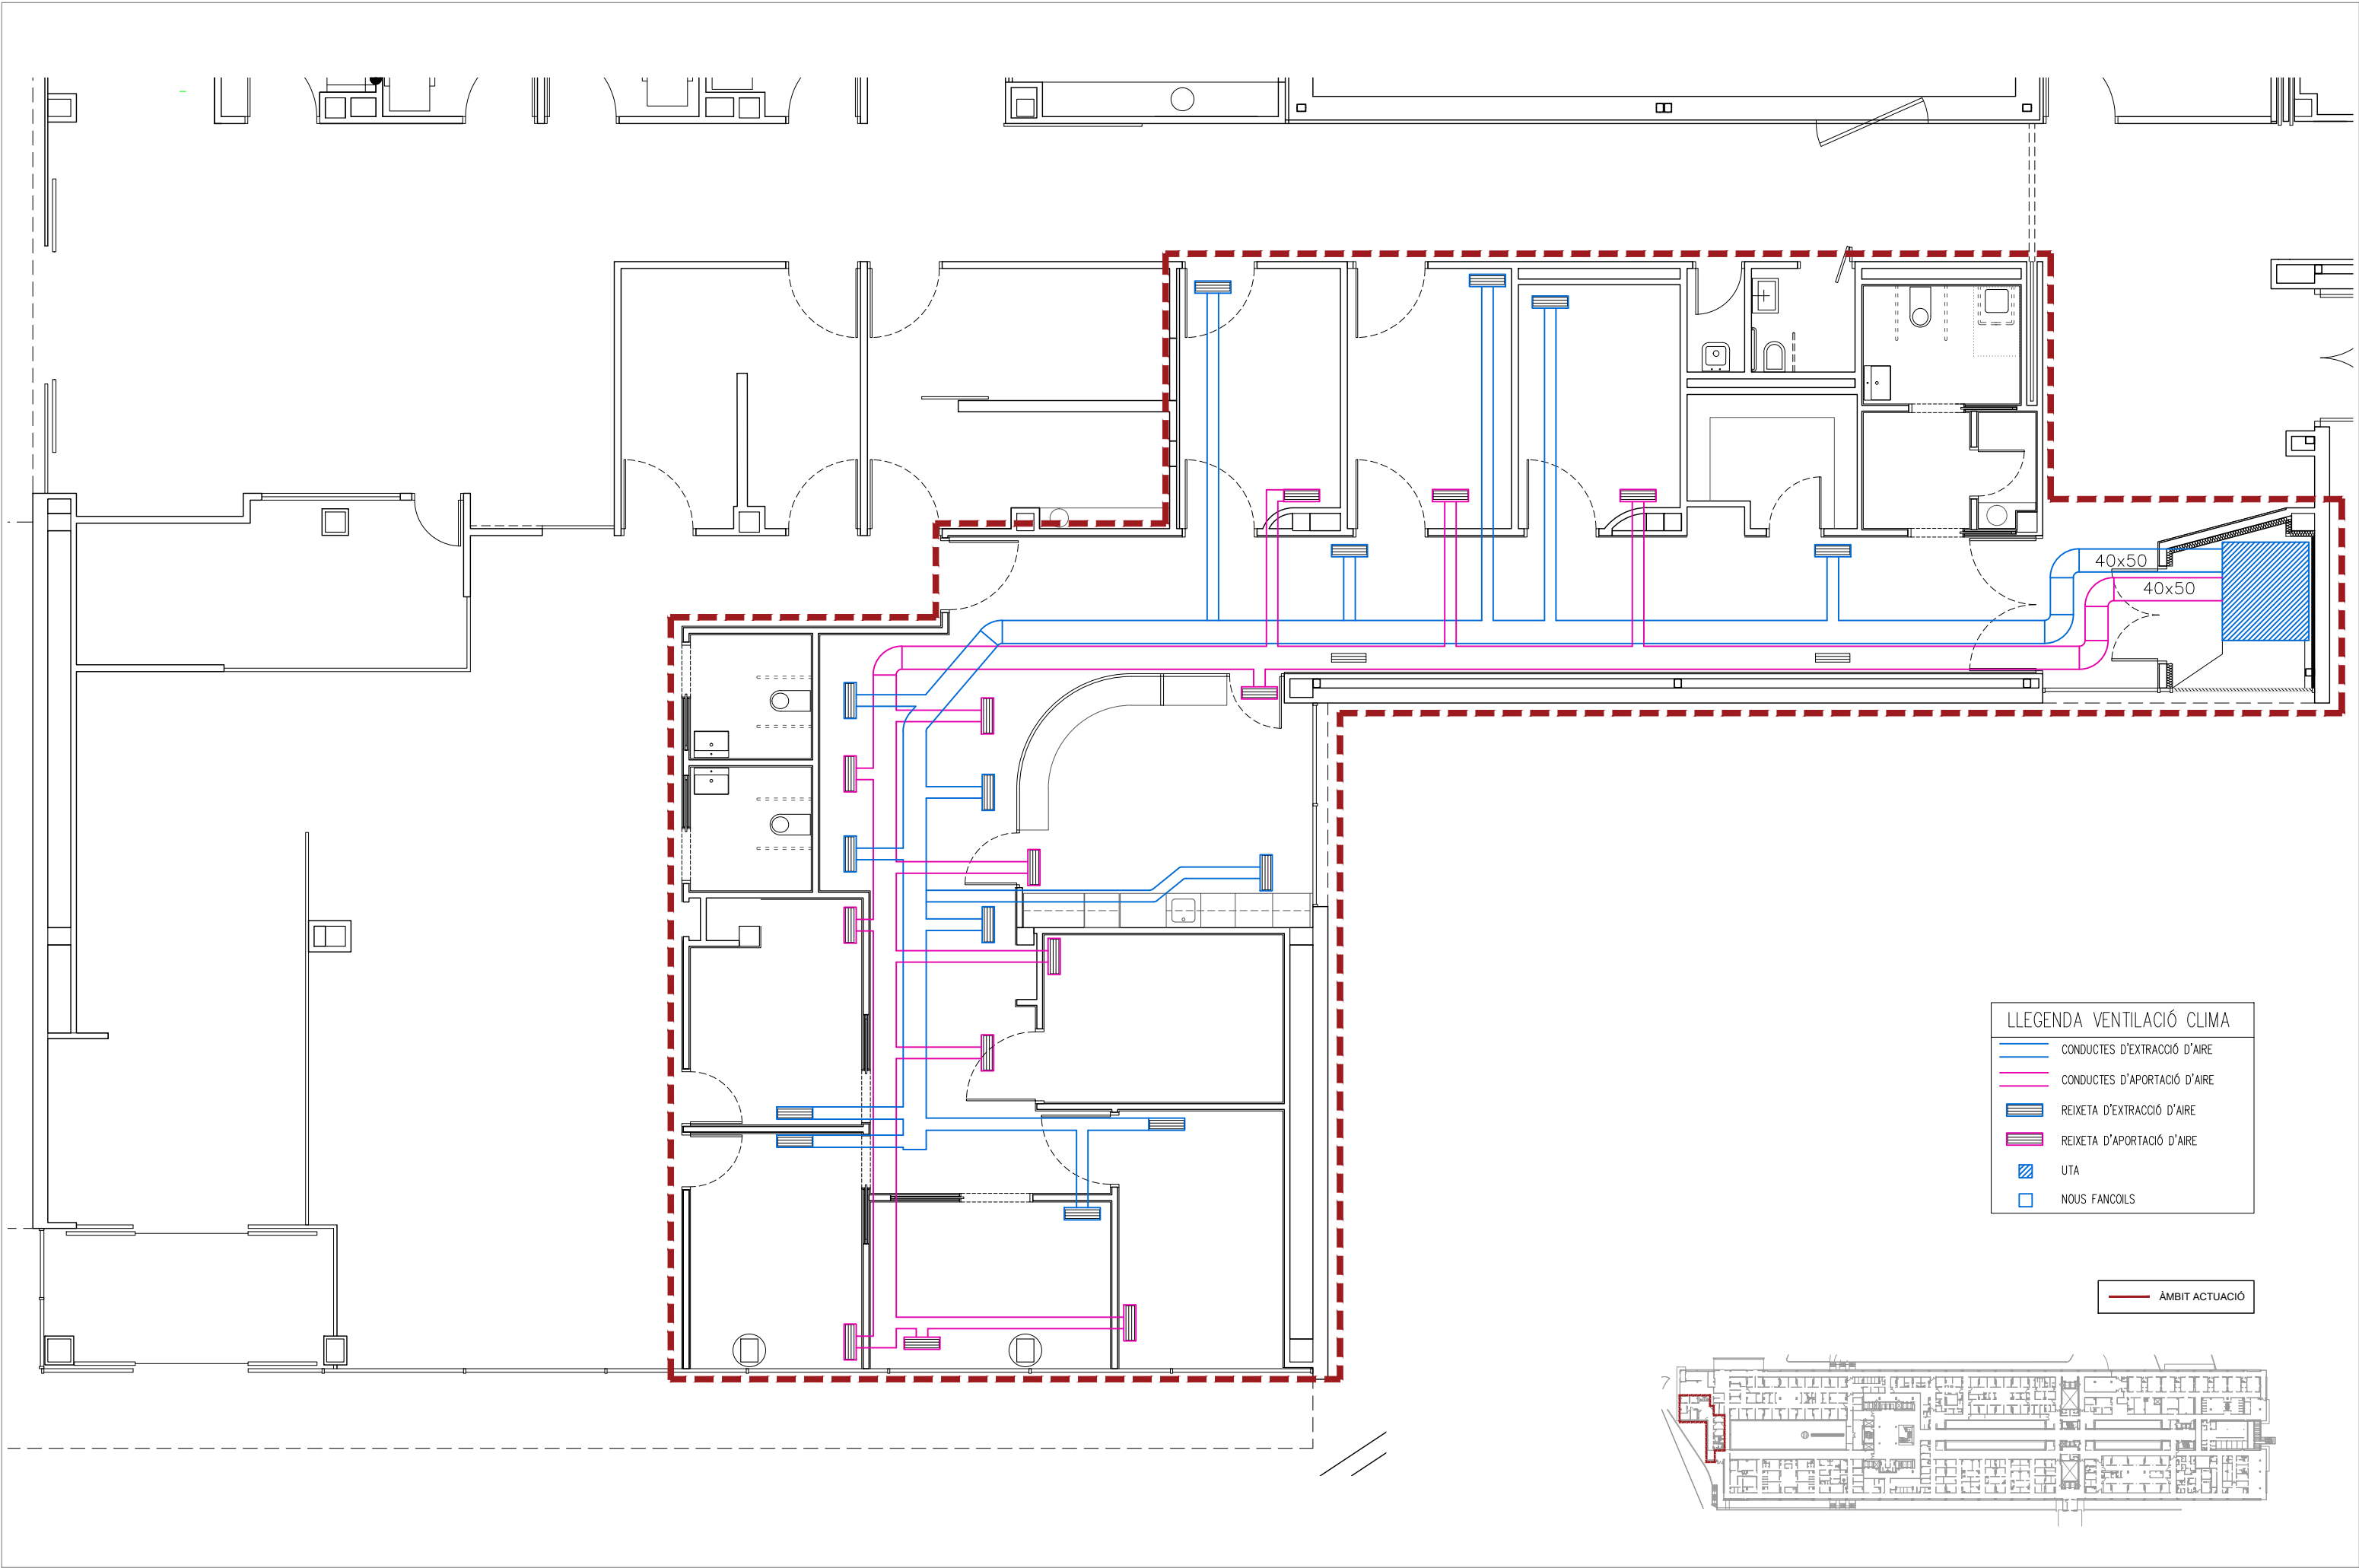 40x50
40x50
LLEGENDA VENTILACIÓ CLIMA
CONDUCTES D'EXTRACCIÓ D'AIRE
CONDUCTES D'APORTACIÓ D'AIRE
REIXETA D'EXTRACCIÓ D'AIRE
REIXETA D'APORTACIÓ D'AIRE
UTA
NOUS FANCOILS
ÀMBIT ACTUACIÓ